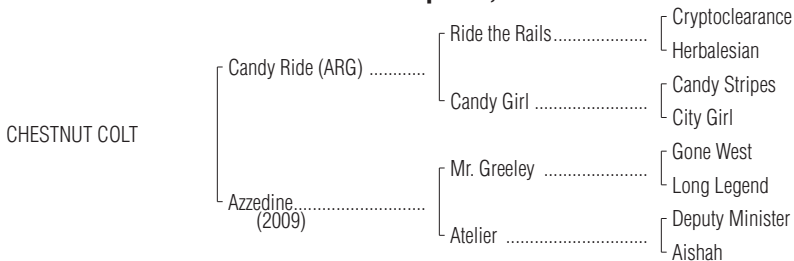 Cryptoclearance
Ride the Rails
Herbalesian
Candy Ride (ARG)
Candy Stripes
Candy Girl
City Girl
CHESTNUT COLT
Gone West
Mr. Greeley
Long Legend
Azzedine
(2009)
Deputy Minister
Atelier
Aishah